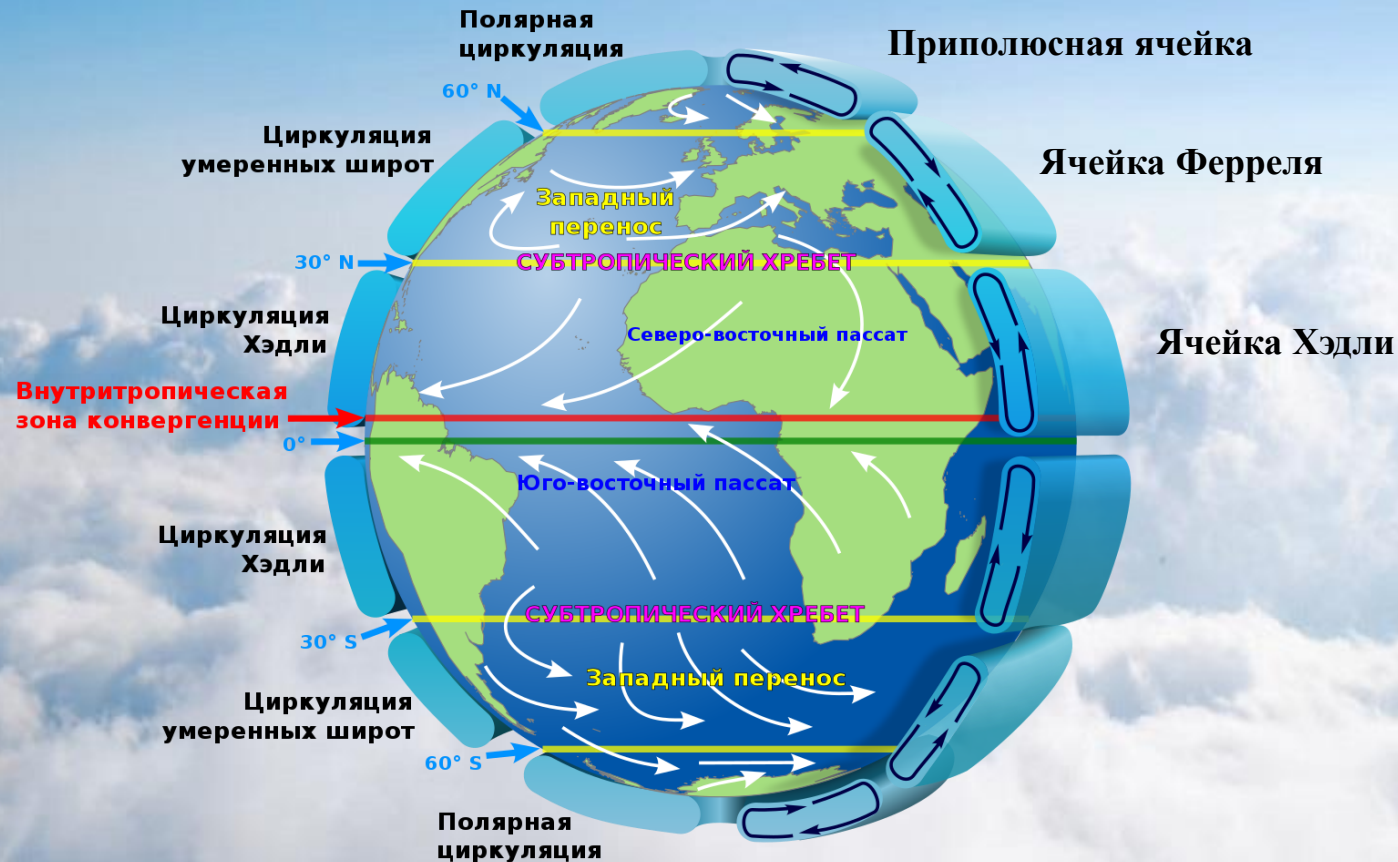 Полярная
циркуляция
Приполюсная ячейка
60° N
Циркуляция
умеренных широт
Ячейка Ферреля
Западный
перенос
30° N
СУБТРОПИЧЕСКИЙ ХРЕБЕТ
Циркуляция
Хэдли
Северо-восточный пассат
Ячейка Хэдли
Внутритропическая
зона конвергенции
0°
Юго-восточный пассат
Циркуляция
Хэдли
СУБТРОПИЧЕСКИЙ ХРЕБЕТ
30° S
Западный перенос
Циркуляция
умеренных широт
60° S
Полярная
циркуляция